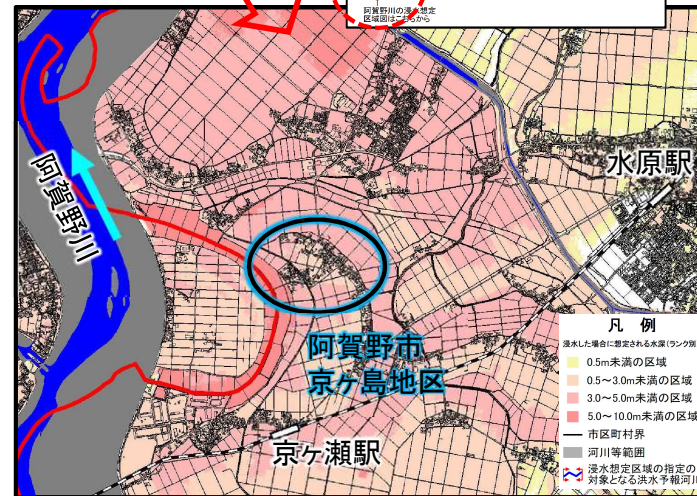 阿賀野川の浸水想定
区域図はこちらから
水原駅
阿賀野川
阿賀野市
京ヶ島地区
京ヶ瀬駅
凡 例
浸水した場合に想定される水深(ランク別
0.5m未満の区域
0.5~3.0m未満の区域
3.0~5.0m未満の区域
5.0~10.0m未満の区域
市区町村界
河川等範囲
浸水想定区域の指定の
対象となる洪水予報河川